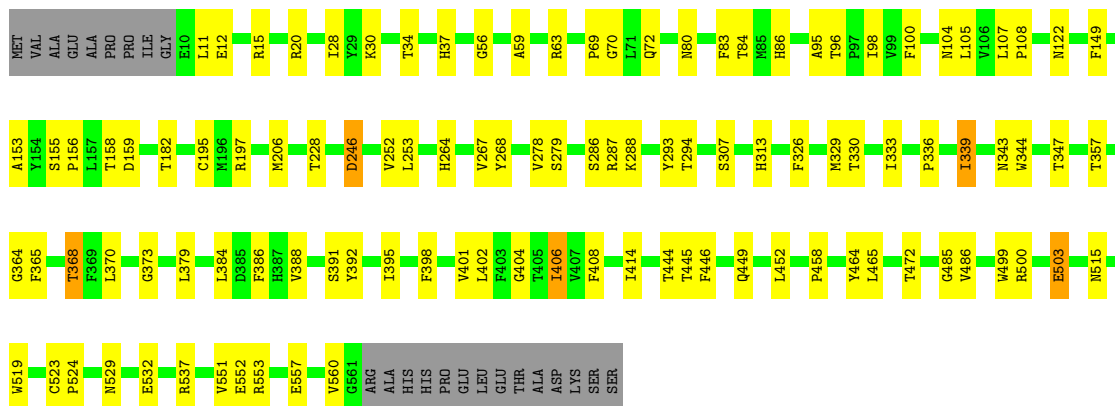 MET VAL ALA GLU ALA PRO PRO ILE GLY E10 L11 E12 R15 R20 I28 Y29 K30 T34 H37 G56 A59 R63 P69 G70 L71 Q72 N80 F83 T84 M85 H86 A95 T96 P97 I98 V99 F100 N104 L105 V106 L107 P108 N122 F149
A153 Y154 S155 P156 L157 T158 D159 T182 C195 M196 R197 M206 T228 D246 V252 L253 H264 V267 Y268 V278 S279 S286 R287 K288 Y293 T294 S307 H313 F326 M329 T330 I333 P336 I339 N343 W344 T347 T357
G364 F365 T368 F369 L370 G373 L379 L384 D385 F386 H387 V388 S391 Y392 I395 F398 V401 L402 F403 G404 T405 I406 V407 F408 I414 T444 T445 F446 Q449 L452 P458 Y464 L465 T472 G485 V486 W499 R500 E503 N515
W519 C523 P524 N529 E532 R537 V551 E552 R553 E557 V560 G561 ARG ALA HIS HIS PRO GLU LEU GLU THR ALA ASP LYS SER SER